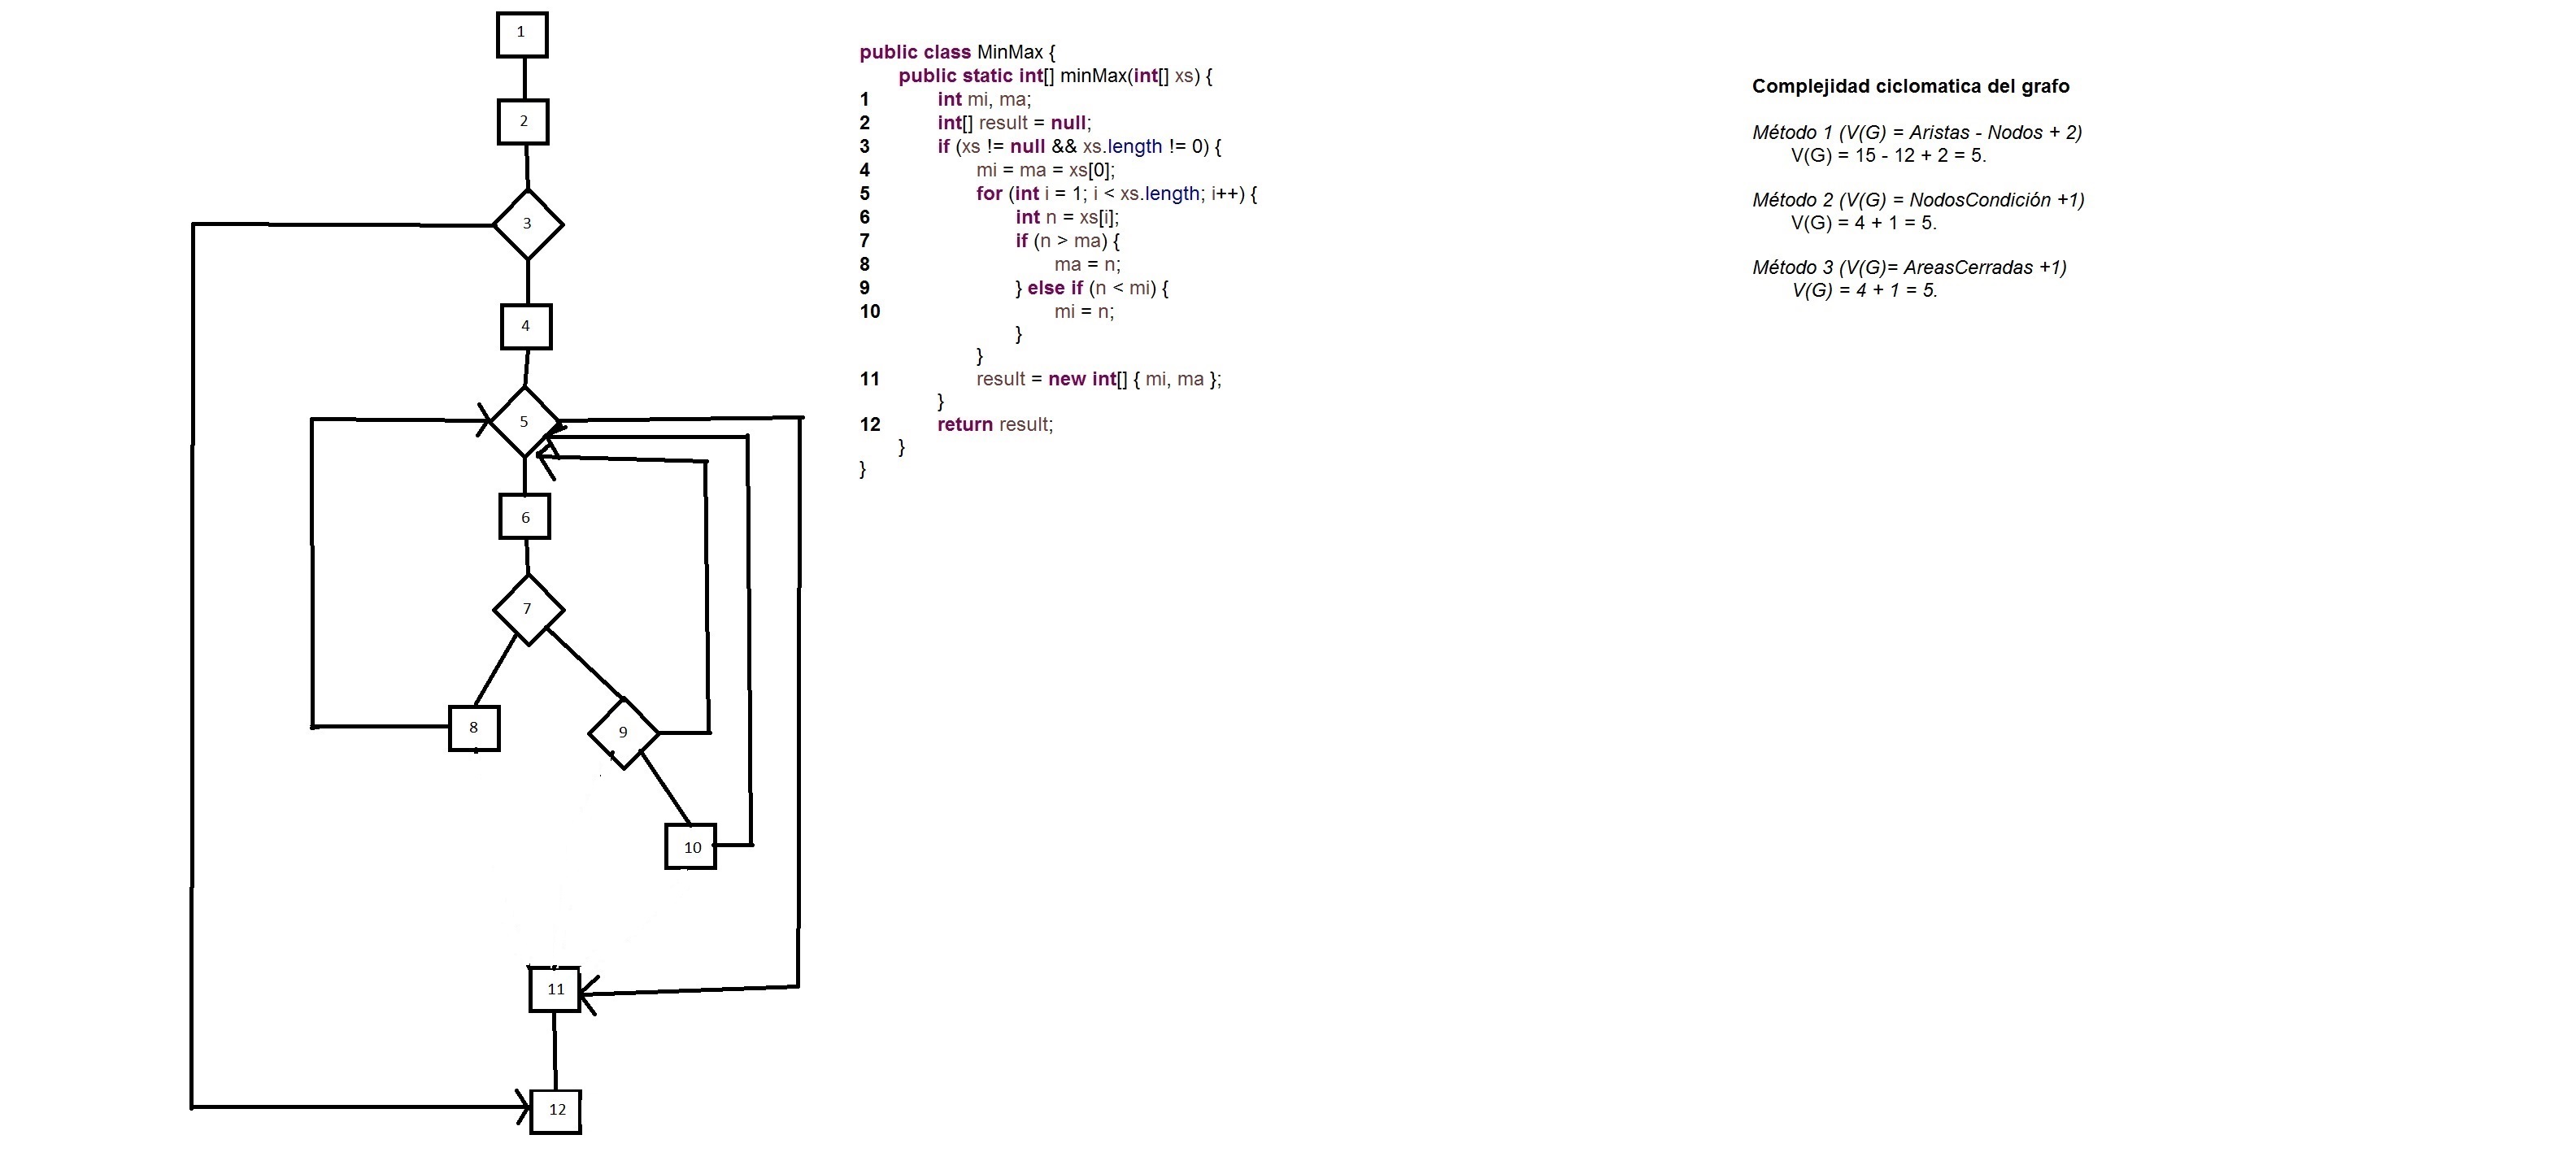 1
2
3
4
5
6
7
8
9
10
11
12
public class MinMax {
public static int[] minMax(int[] xs) {
1 int mi, ma;
2 int[] result = null;
3 if (xs != null && xs.length != 0) {
4 mi = ma = xs[0];
5 for (int i = 1; i < xs.length; i++) {
6 int n = xs[i];
7 if (n > ma) {
8 ma = n;
9 } else if (n < mi) {
10 mi = n;
}
}
11 result = new int[] { mi, ma };
}
12 return result;
}
}
Complejidad ciclomatica del grafo
Método 1 (V(G) = Aristas - Nodos + 2)
V(G) = 15 - 12 + 2 = 5.
Método 2 (V(G) = NodosCondición +1)
V(G) = 4 + 1 = 5.
Método 3 (V(G)= AreasCerradas +1)
V(G) = 4 + 1 = 5.